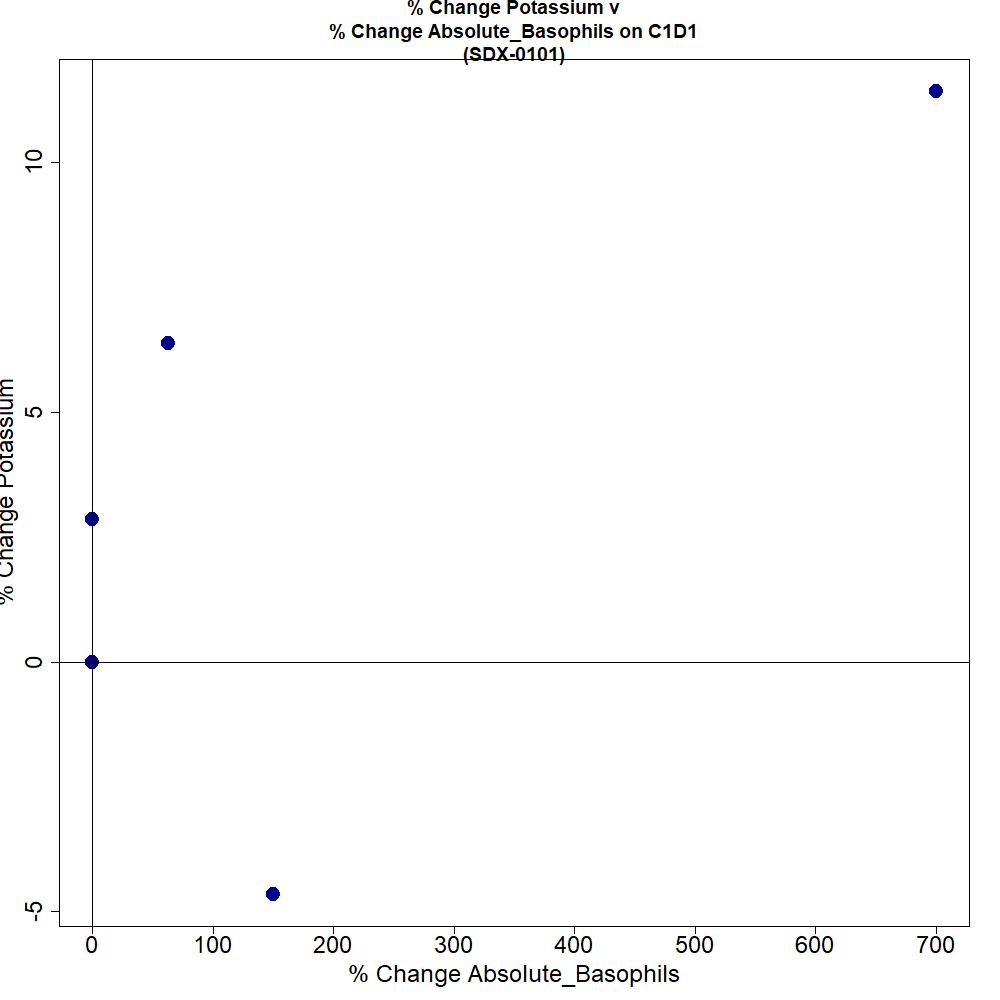 % Change Potassium v
% Change Absolute_Basophils on C1D1
(SDX-0101)
10
5
0
-5
% Change Potassium
0 100 200 300 400 500 600 700
% Change Absolute_Basophils